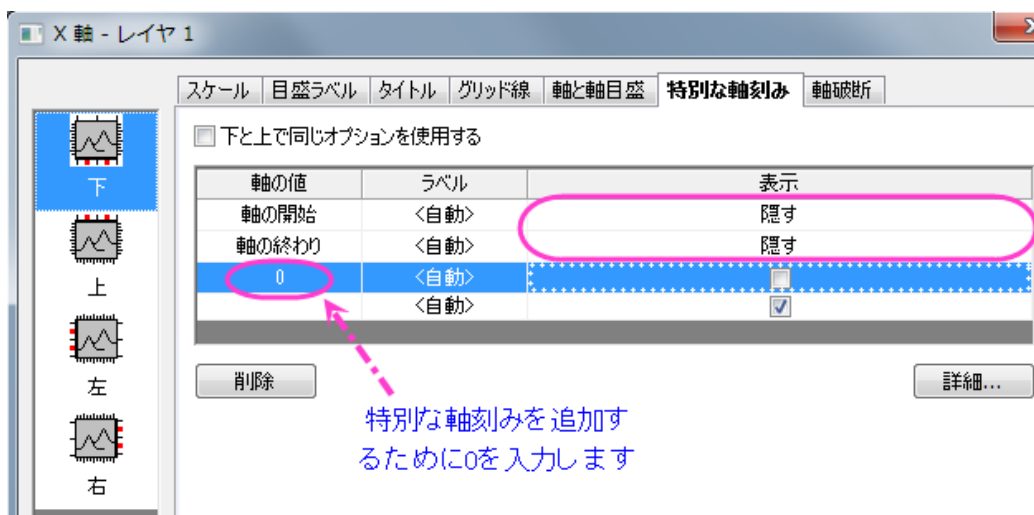 X 軸 - レイヤ 1
スケール 目盛ラベル タイトル グリッド線 軸と軸目盛 特別な軸刻み 軸破断
下と上で同じオプションを使用する
軸の値 ラベル 表示
軸の開始 <自動> 隠す
軸の終わり <自動> 隠す
0 <自動>
<自動>
下
上
左
右
削除 詳細...
特別な軸刻みを追加す
るために0を入力します